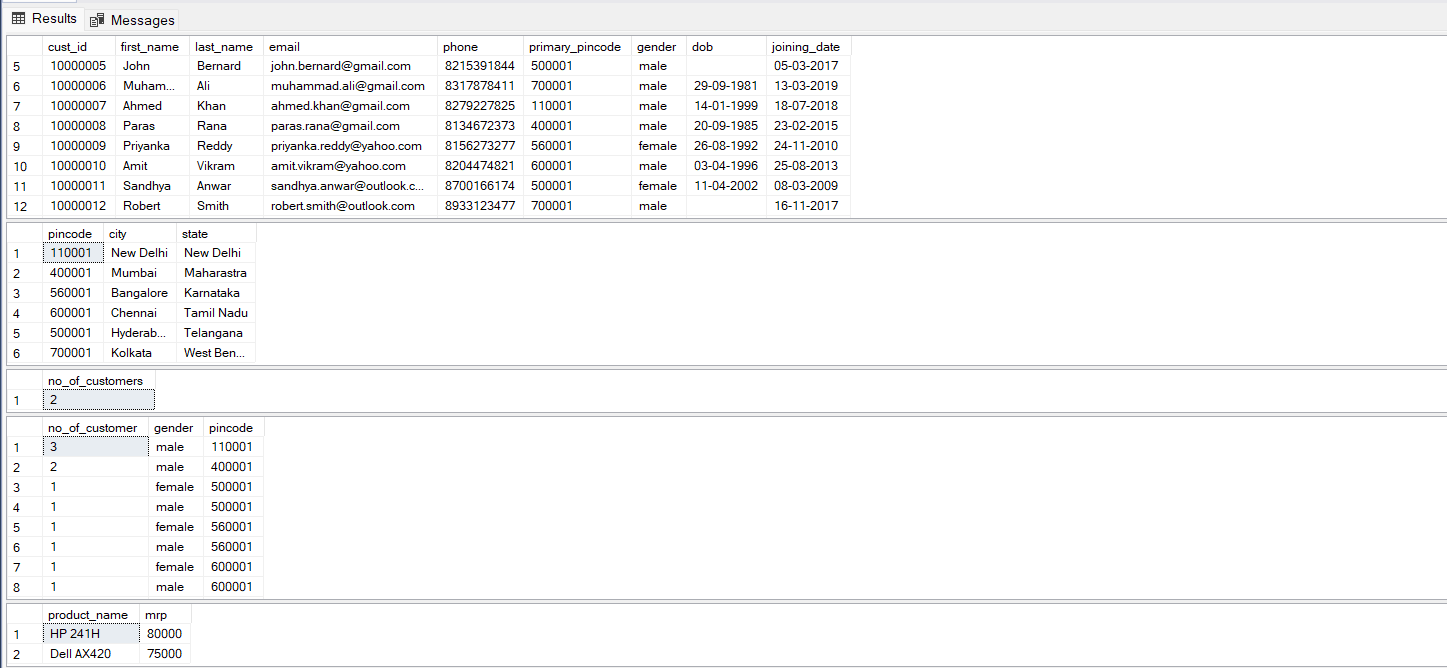 Results Messages
cust_id first_name last_name email phone primary_pincode gender dob joining_date
5 10000005 John Bernard john.bernard@gmail.com 8215391844 500001 male 05-03-2017
6 10000006 Muham... Ali muhammad.ali@gmail.com 8317878411 700001 male 29-09-1981 13-03-2019
7 10000007 Ahmed Khan ahmed.khan@gmail.com 8279227825 110001 male 14-01-1999 18-07-2018
8 10000008 Paras Rana paras.rana@gmail.com 8134672373 400001 male 20-09-1985 23-02-2015
9 10000009 Priyanka Reddy priyanka.reddy@yahoo.com 8156273277 560001 female 26-08-1992 24-11-2010
10 10000010 Amit Vikram amit.vikram@yahoo.com 8204474821 600001 male 03-04-1996 25-08-2013
11 10000011 Sandhya Anwar sandhya.anwar@outlook.c... 8700166174 500001 female 11-04-2002 08-03-2009
12 10000012 Robert Smith robert.smith@outlook.com 8933123477 700001 male 16-11-2017
pincode city state
1 110001 New Delhi New Delhi
2 400001 Mumbai Maharastra
3 560001 Bangalore Karnataka
4 600001 Chennai Tamil Nadu
5 500001 Hyderab... Telangana
6 700001 Kolkata West Ben...
no_of_customers
1 2
no_of_customer gender pincode
1 3 male 110001
2 2 male 400001
3 1 female 500001
4 1 male 500001
5 1 female 560001
6 1 male 560001
7 1 female 600001
8 1 male 600001
product_name mrp
1 HP 241H 80000
2 Dell AX420 75000